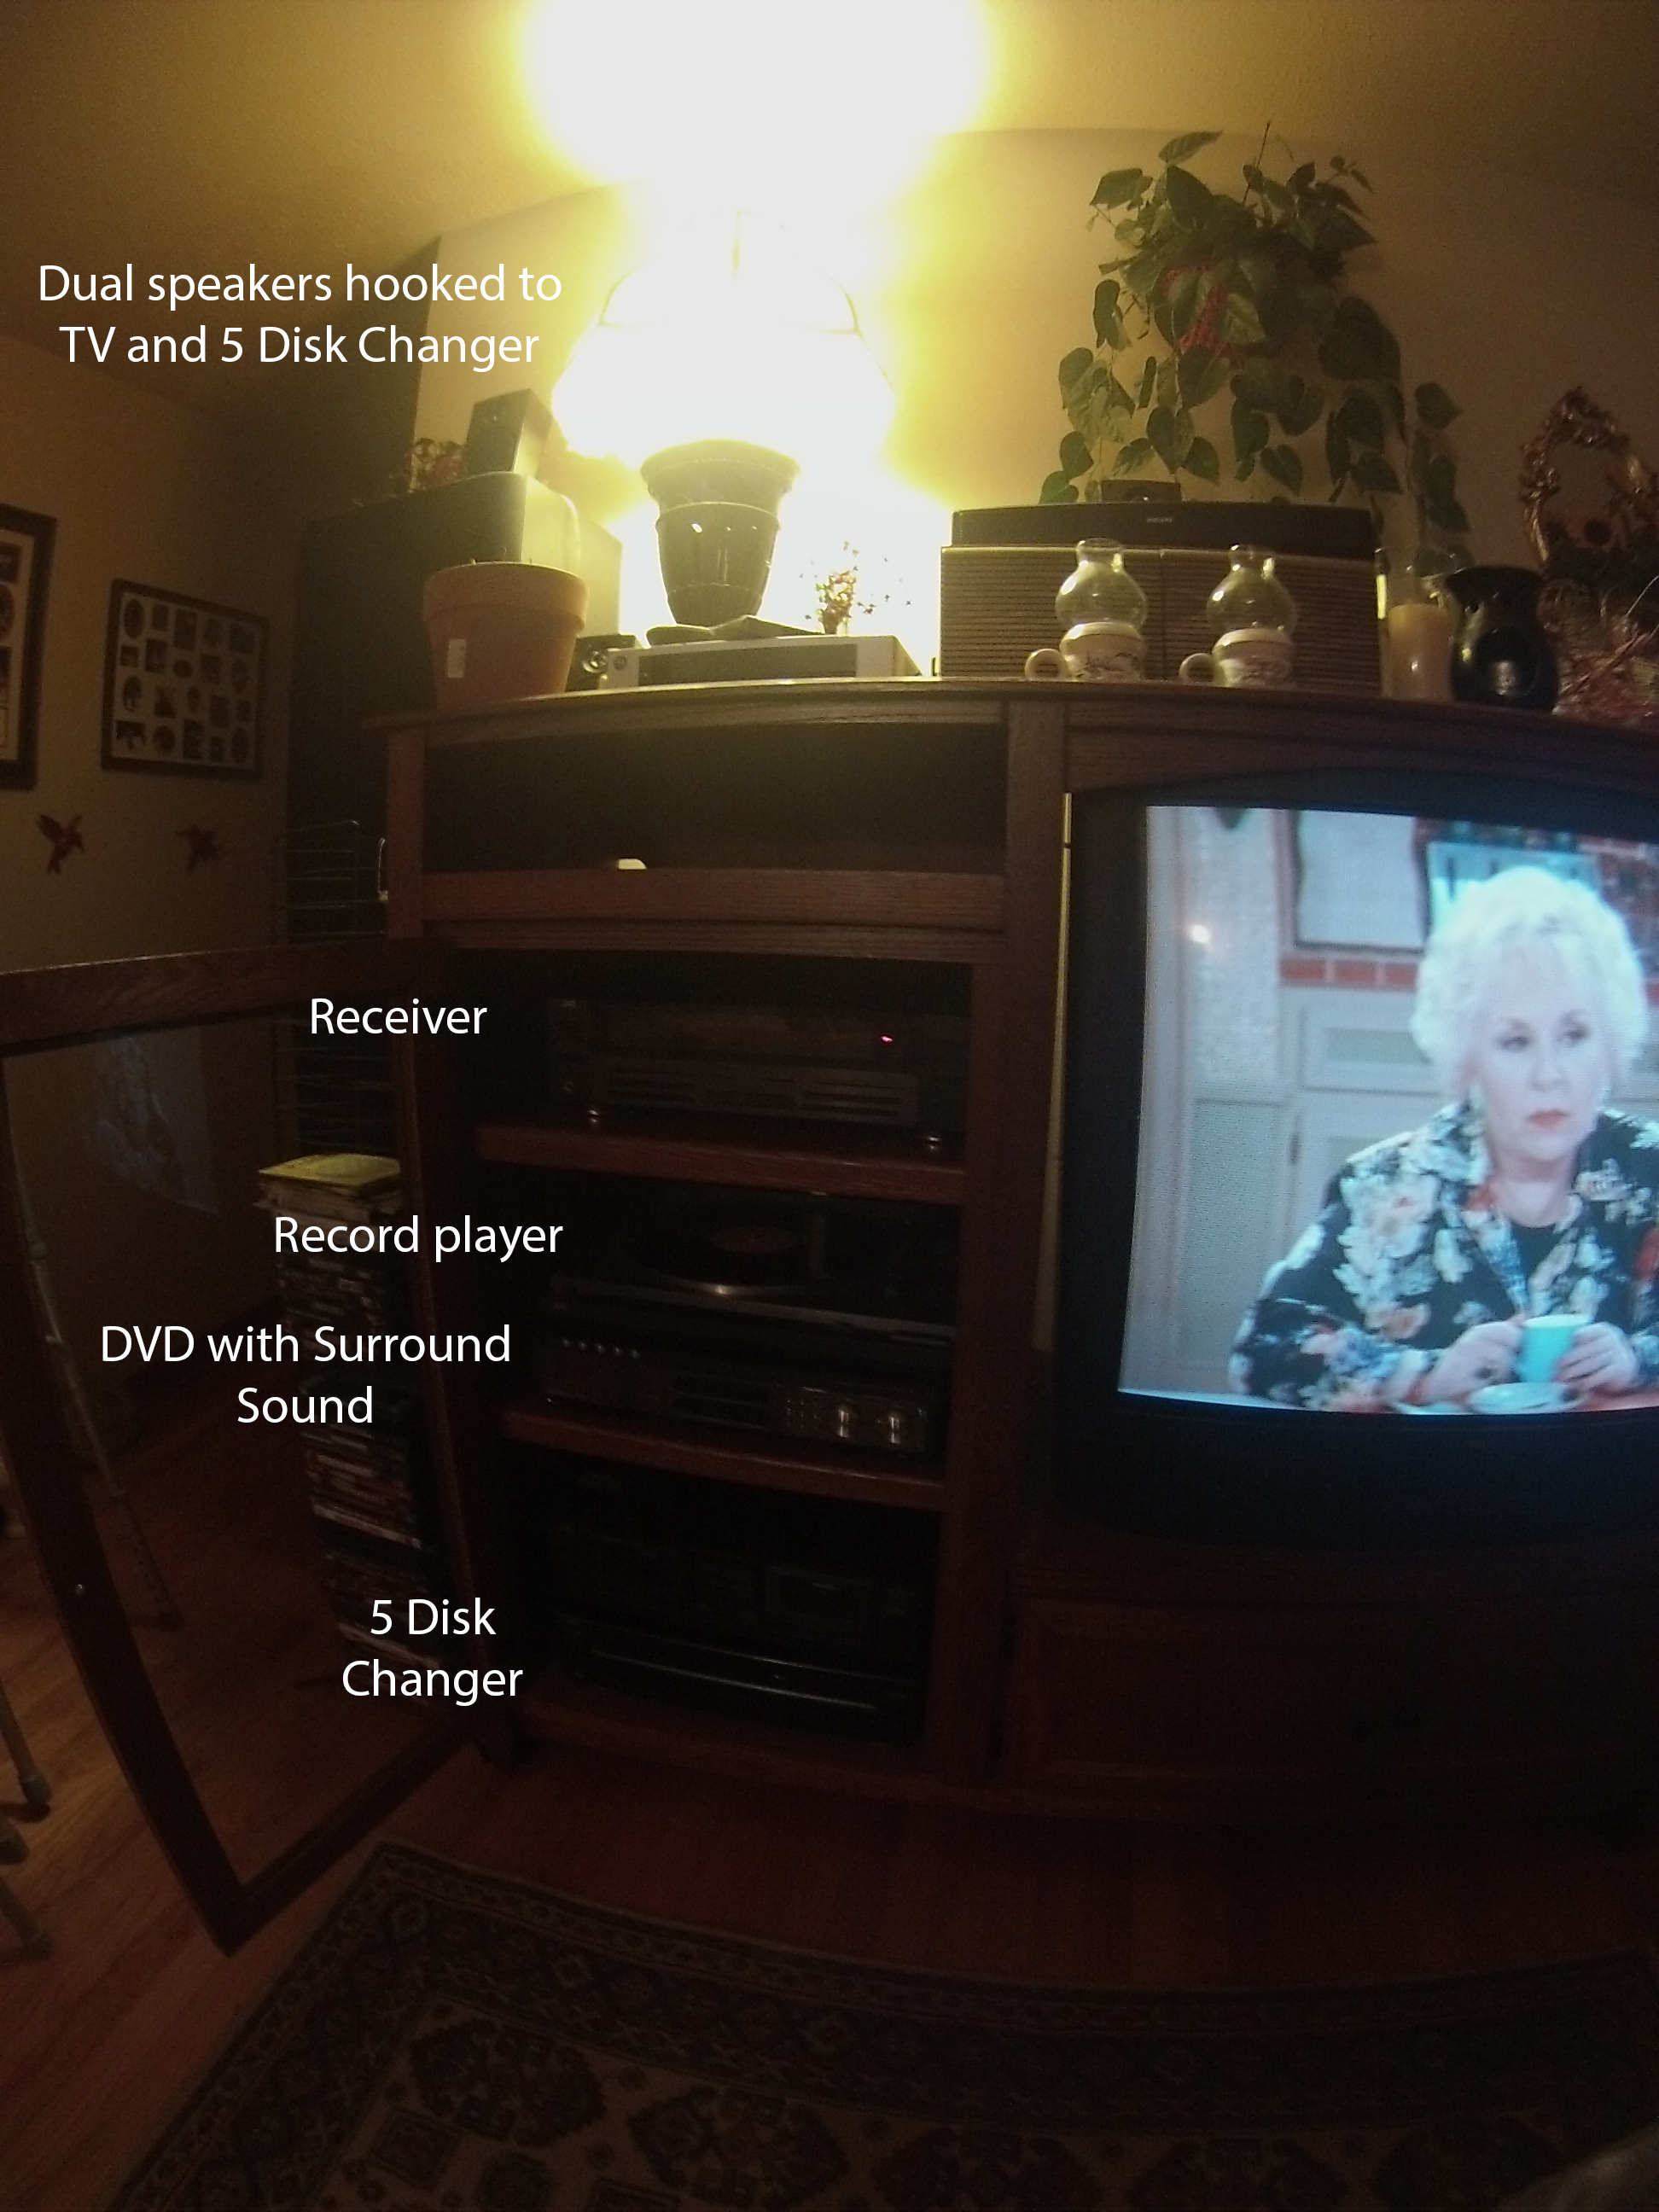 Dual speakers hooked to
TV and 5 Disk Changer
PHILIPS
Receiver
Record player
DVD with Surround
Sound
5 Disk
Changer